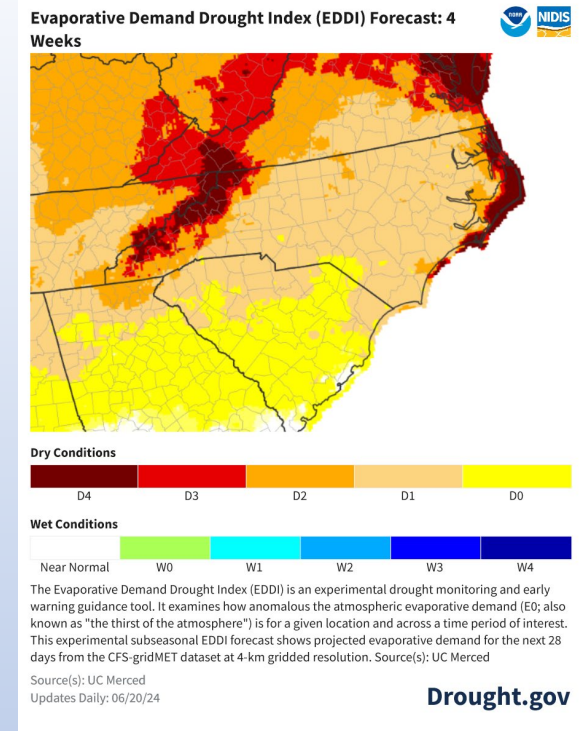 Evaporative Demand Drought Index (EDDI) Forecast: 4
Weeks
NOAA
NIDIS
Dry Conditions
D4 D3 D2 D1 D0
Wet Conditions
Near Normal W0 W1 W2 W3 W4
The Evaporative Demand Drought Index (EDDI) is an experimental drought monitoring and early
warning guidance tool. It examines how anomalous the atmospheric evaporative demand (E0; also
known as "the thirst of the atmosphere") is for a given location and across a time period of interest.
This experimental subseasonal EDDI forecast shows projected evaporative demand for the next 28
days from the CFS-gridMET dataset at 4-km gridded resolution. Source(s): UC Merced
Source(s): UC Merced
Updates Daily: 06/20/24
Drought.gov